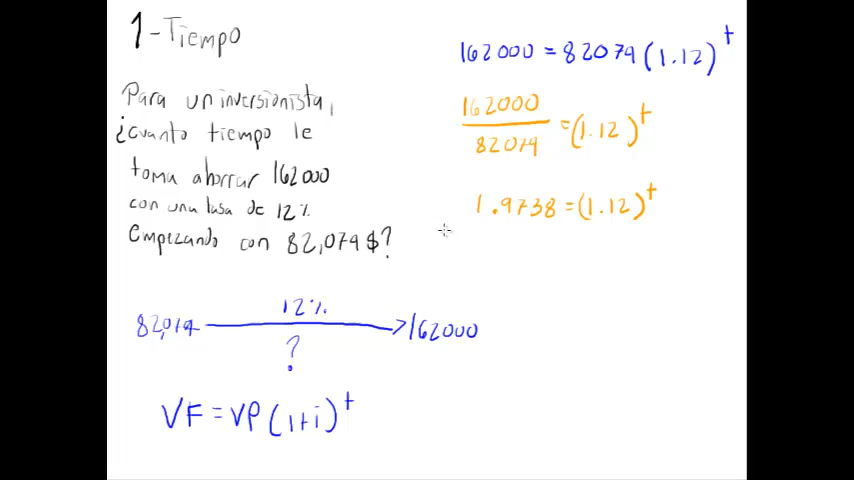 1-Tiempo
Para un inversionista,
¿cuanto tiempo le
toma ahorrar 162000
con una tasa de 12%
empezando con 82,079$?
82,079 12% 162000
?
VF=VP(1+i)^t
162000=82079(1.12)^t
162000
82079
=(1.12)^t
1.9738=(1.12)^t